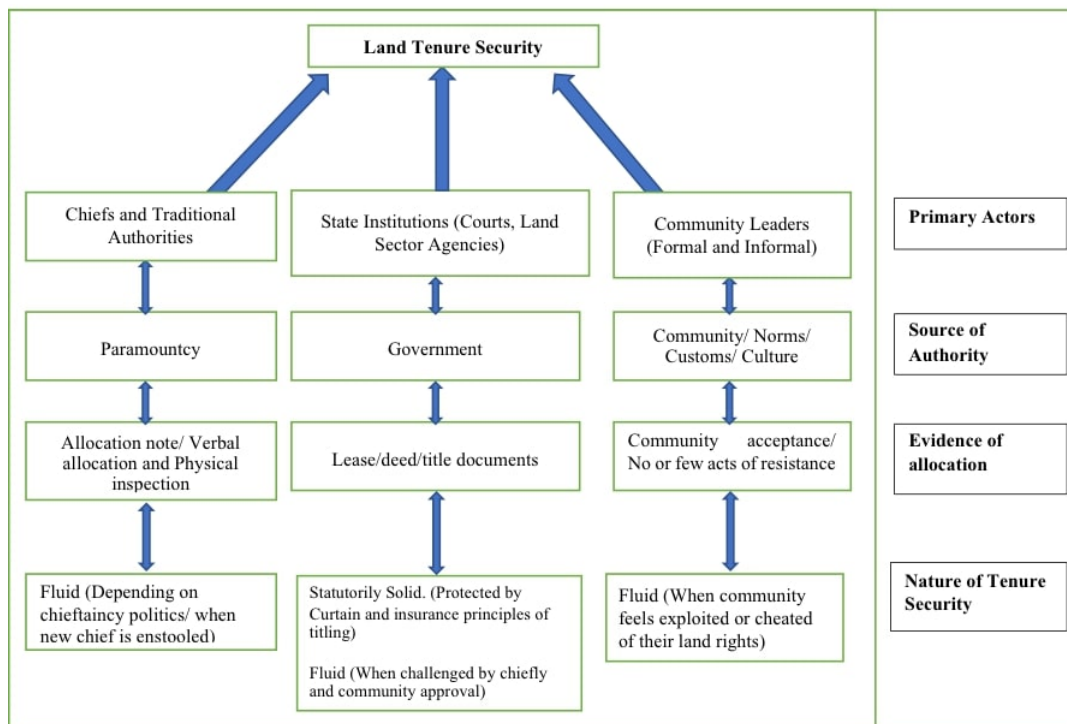 Land Tenure Security
Chiefs and Traditional
Authorities
State Institutions (Courts, Land
Sector Agencies)
Community Leaders
(Formal and Informal)
Primary Actors
Paramountcy
Government
Community/ Norms/
Customs/ Culture
Source of
Authority
Allocation note/ Verbal
allocation and Physical
inspection
Lease/deed/title documents
Community acceptance/
No or few acts of resistance
Evidence of
allocation
Fluid (Depending on
chieftaincy politics/ when
new chief is enstooled)
Statutorily Solid. (Protected by
Curtain and insurance principles of
titling)
Fluid (When challenged by chiefly
and community approval)
Fluid (When community
feels exploited or cheated
of their land rights)
Nature of Tenure
Security